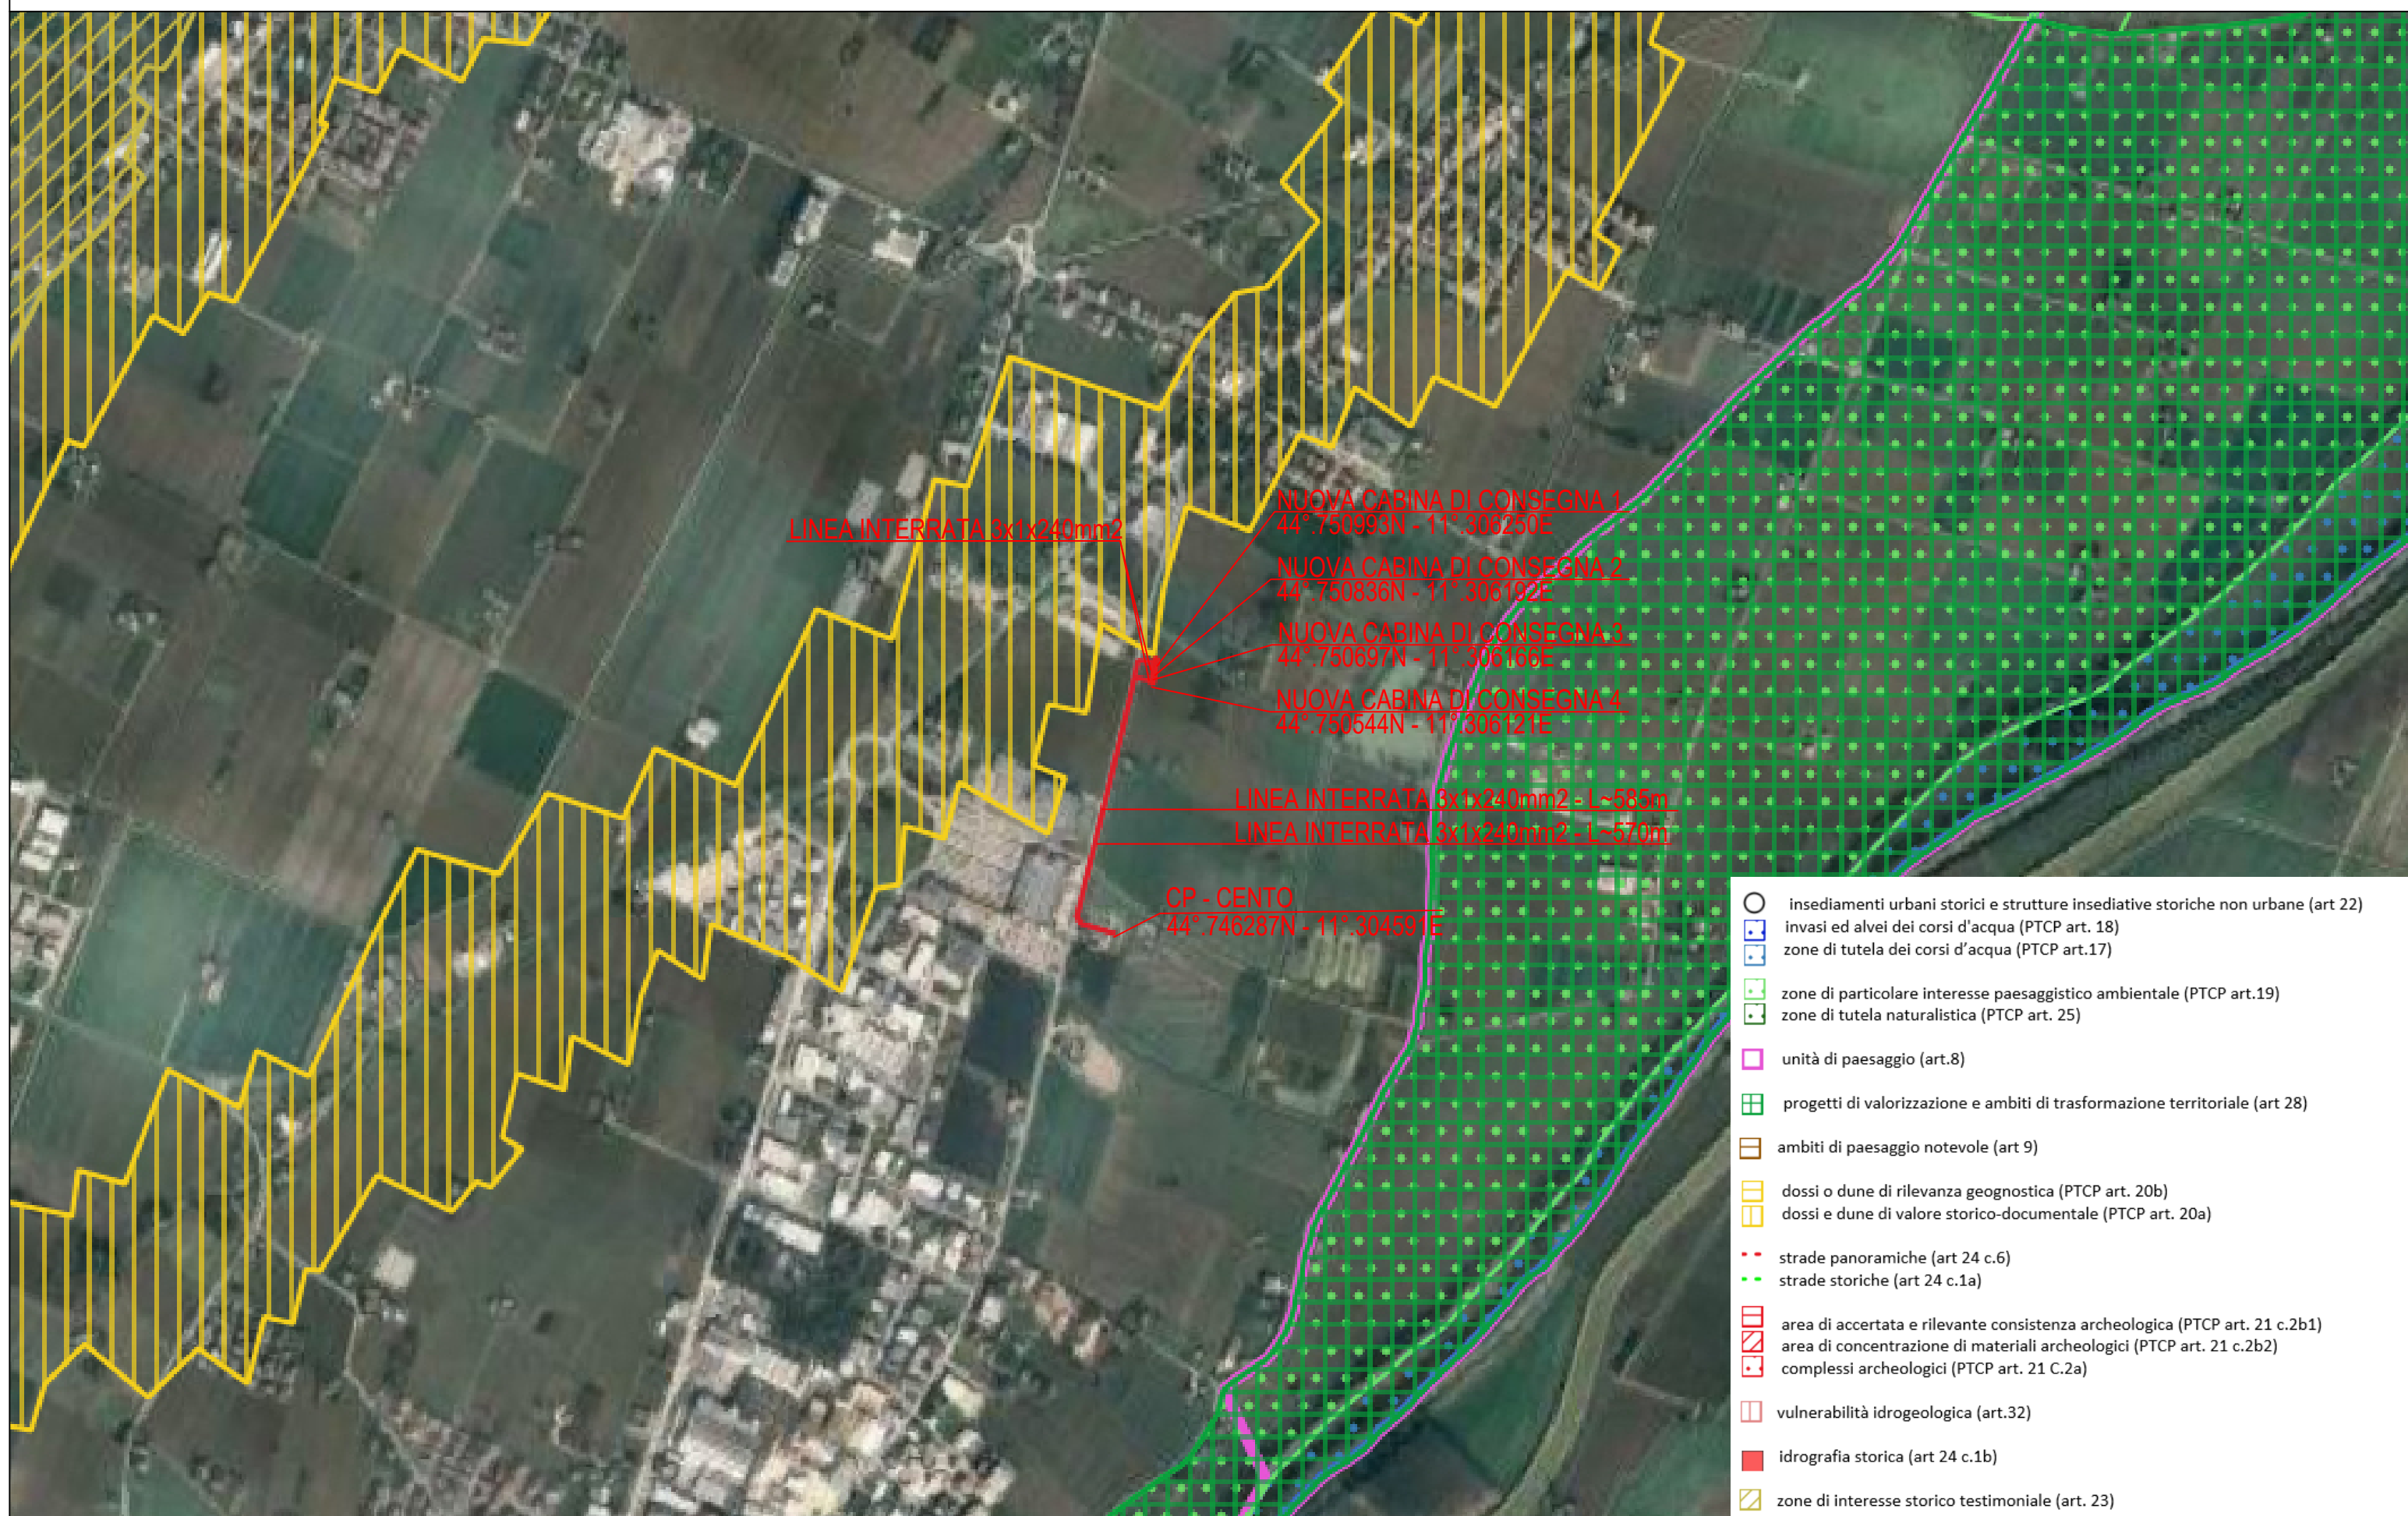 LINEA INTERRATA 3x1x240mm2
NUOVA CABINA DI CONSEGNA 1
44°.750993N - 11°.306250E
NUOVA CABINA DI CONSEGNA 2
44°.750836N - 11°.306192E
NUOVA CABINA DI CONSEGNA 3
44°.750697N - 11°.306166E
NUOVA CABINA DI CONSEGNA 4
44°.750544N - 11°.306121E
LINEA INTERRATA 3x1x240mm2 - L~585m
LINEA INTERRATA 3x1x240mm2 - L~570m
CP - CENTO
44°.746287N - 11°.304591E
insediamenti urbani storici e strutture insediative storiche non urbane (art 22)
invasi ed alvei dei corsi d'acqua (PTCP art. 18)
zone di tutela dei corsi d’acqua (PTCP art.17)
zone di particolare interesse paesaggistico ambientale (PTCP art.19)
zone di tutela naturalistica (PTCP art. 25)
unità di paesaggio (art.8)
progetti di valorizzazione e ambiti di trasformazione territoriale (art 28)
ambiti di paesaggio notevole (art 9)
dossi o dune di rilevanza geognostica (PTCP art. 20b)
dossi e dune di valore storico-documentale (PTCP art. 20a)
strade panoramiche (art 24 c.6)
strade storiche (art 24 c.1a)
area di accertata e rilevante consistenza archeologica (PTCP art. 21 c.2b1)
area di concentrazione di materiali archeologici (PTCP art. 21 c.2b2)
complessi archeologici (PTCP art. 21 C.2a)
vulnerabilità idrogeologica (art.32)
idrografia storica (art 24 c.1b)
zone di interesse storico testimoniale (art. 23)